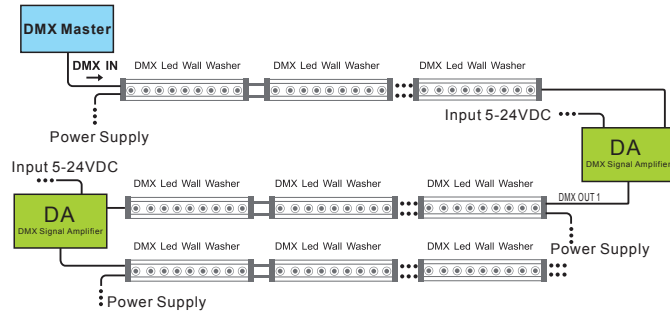 DMX Master
DMX IN
DMX Led Wall Washer
DMX Led Wall Washer
DMX Led Wall Washer
Power Supply
Input 5-24VDC
DA
DMX Signal Amplifier
Input 5-24VDC
DA
DMX Signal Amplifier
DMX Led Wall Washer
DMX Led Wall Washer
DMX Led Wall Washer
DMX OUT 1
Power Supply
DMX Led Wall Washer
DMX Led Wall Washer
DMX Led Wall Washer
Power Supply